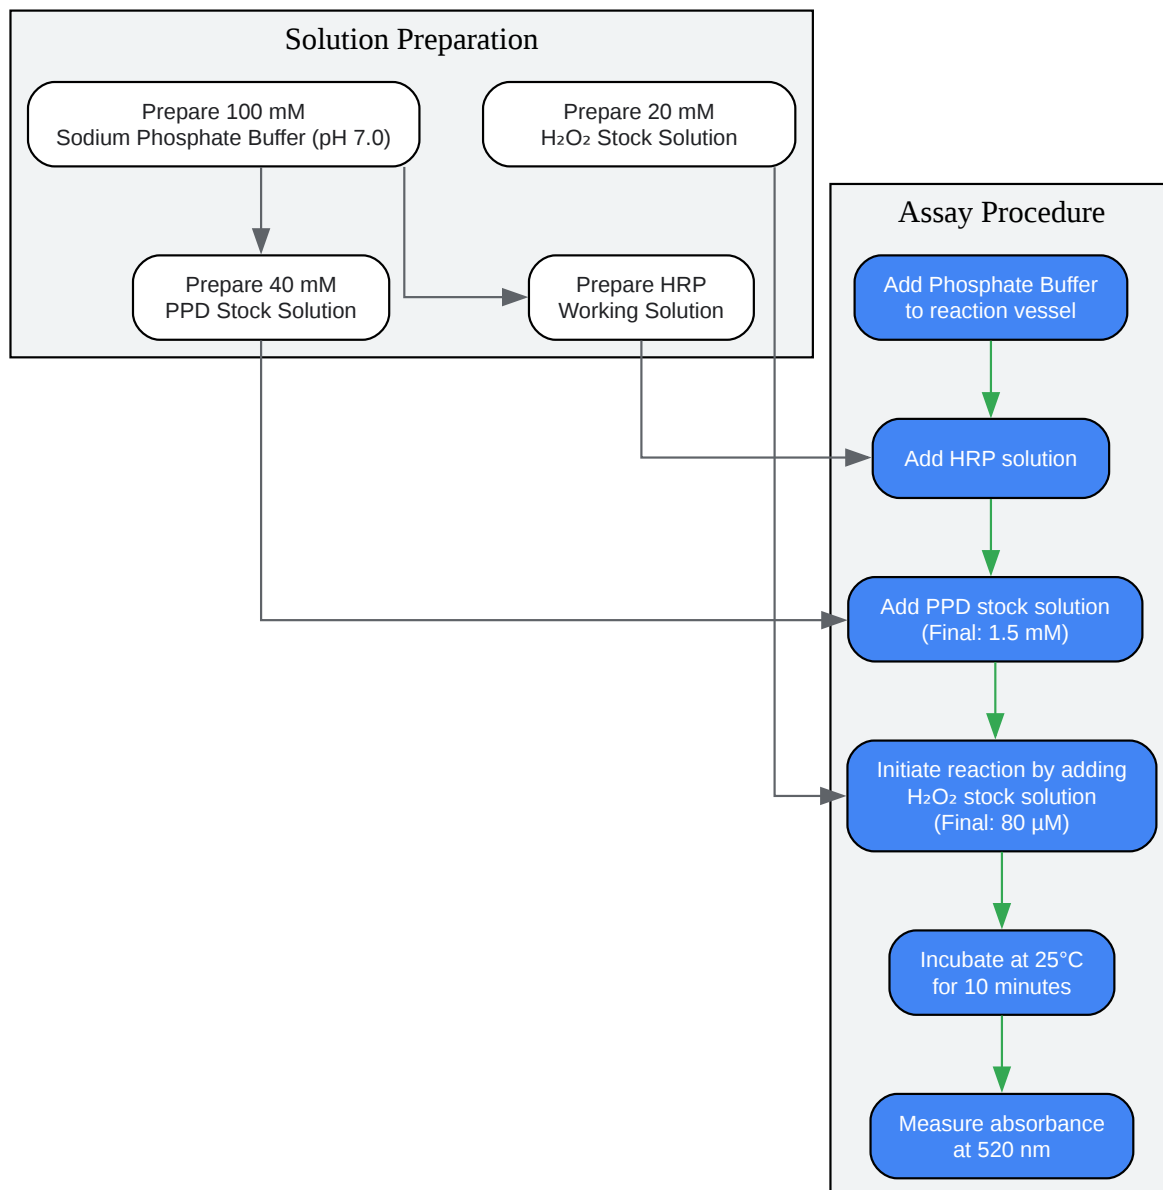 Solution Preparation
Prepare 100 mM
Sodium Phosphate Buffer (pH 7.0)
Prepare 20 mM
H₂O₂ Stock Solution
Prepare 40 mM
PPD Stock Solution
Prepare HRP
Working Solution
Assay Procedure
Add Phosphate Buffer
to reaction vessel
Add HRP solution
Add PPD stock solution
(Final: 1.5 mM)
Initiate reaction by adding
H₂O₂ stock solution
(Final: 80 µM)
Incubate at 25°C
for 10 minutes
Measure absorbance
at 520 nm